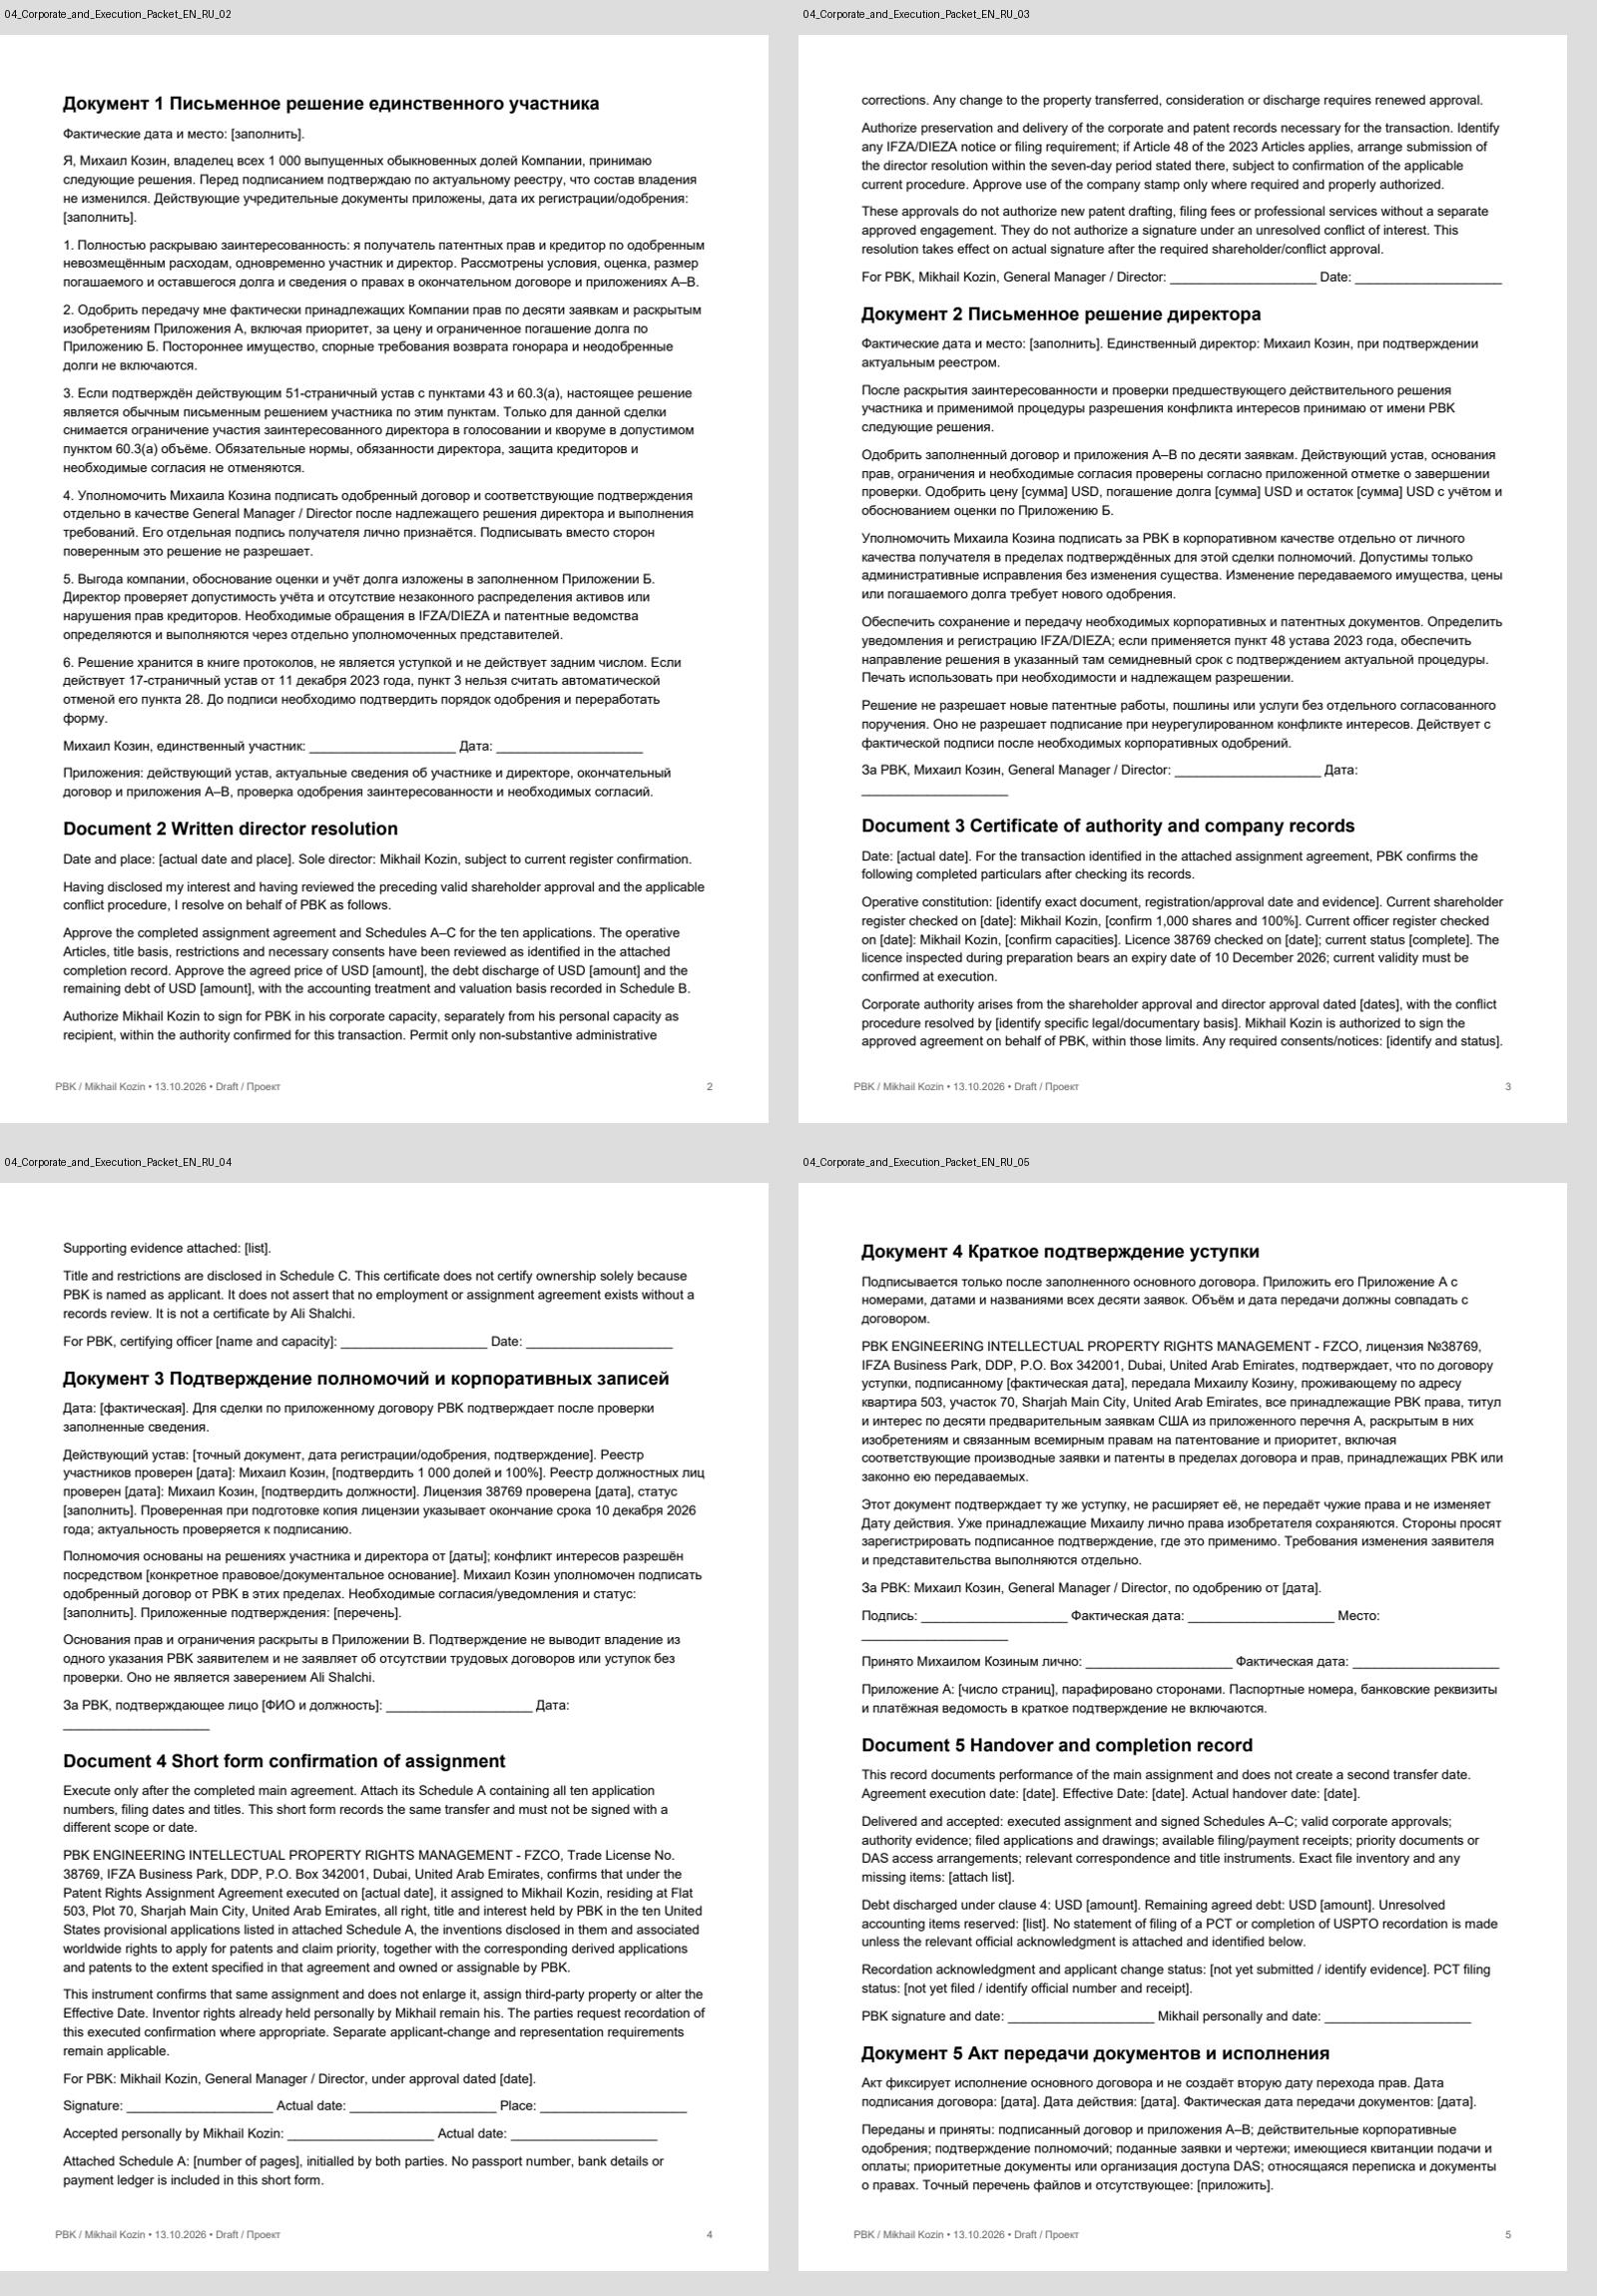 04_Corporate_and_Execution_Packet_EN_RU_02
Документ 1 Письменное решение единственного участника
Фактические дата и место: [заполнить].
Я, Михаил Козин, владелец всех 1 000 выпущенных обыкновенных долей Компании, принимаю
следующие решения. Перед подписанием подтверждаю по актуальному реестру, что состав владения
не изменился. Действующие учредительные документы приложены, дата их регистрации/одобрения:
[заполнить].
1. Полностью раскрываю заинтересованность: я получатель патентных прав и кредитор по одобренным
невозмещённым расходам, одновременно участник и директор. Рассмотрены условия, оценка, размер
погашаемого и оставшегося долга и сведения о правах в окончательном договоре и приложениях А–В.
2. Одобрить передачу мне фактически принадлежащих Компании прав по десяти заявкам и раскрытым
изобретениям Приложения А, включая приоритет, за цену и ограниченное погашение долга по
Приложению Б. Постороннее имущество, спорные требования возврата гонорара и неодобренные
долги не включаются.
3. Если подтверждён действующим 51-страничный устав с пунктами 43 и 60.3(a), настоящее решение
является обычным письменным решением участника по этим пунктам. Только для данной сделки
снимается ограничение участия заинтересованного директора в голосовании и кворуме в допустимом
пунктом 60.3(a) объёме. Обязательные нормы, обязанности директора, защита кредиторов и
необходимые согласия не отменяются.
4. Уполномочить Михаила Козина подписать одобренный договор и соответствующие подтверждения
отдельно в качестве General Manager / Director после надлежащего решения директора и выполнения
требований. Его отдельная подпись получателя лично признаётся. Подписывать вместо сторон
поверенным это решение не разрешает.
5. Выгода компании, обоснование оценки и учёт долга изложены в заполненном Приложении Б.
Директор проверяет допустимость учёта и отсутствие незаконного распределения активов или
нарушения прав кредиторов. Необходимые обращения в IFZA/DIEZA и патентные ведомства
определяются и выполняются через отдельно уполномоченных представителей.
6. Решение хранится в книге протоколов, не является уступкой и не действует задним числом. Если
действует 17-страничный устав от 11 декабря 2023 года, пункт 3 нельзя считать автоматической
отменой его пункта 28. До подписи необходимо подтвердить порядок одобрения и переработать
форму.
Михаил Козин, единственный участник: ____________________ Дата: ____________________
Приложения: действующий устав, актуальные сведения об участнике и директоре, окончательный
договор и приложения А–В, проверка одобрения заинтересованности и необходимых согласий.
Document 2 Written director resolution
Date and place: [actual date and place]. Sole director: Mikhail Kozin, subject to current register confirmation.
Having disclosed my interest and having reviewed the preceding valid shareholder approval and the applicable
conflict procedure, I resolve on behalf of PBK as follows.
Approve the completed assignment agreement and Schedules A–C for the ten applications. The operative
Articles, title basis, restrictions and necessary consents have been reviewed as identified in the attached
completion record. Approve the agreed price of USD [amount], the debt discharge of USD [amount] and the
remaining debt of USD [amount], with the accounting treatment and valuation basis recorded in Schedule B.
Authorize Mikhail Kozin to sign for PBK in his corporate capacity, separately from his personal capacity as
recipient, within the authority confirmed for this transaction. Permit only non-substantive administrative
PBK / Mikhail Kozin • 13.10.2026 • Draft / Проект
2
04_Corporate_and_Execution_Packet_EN_RU_03
corrections. Any change to the property transferred, consideration or discharge requires renewed approval.
Authorize preservation and delivery of the corporate and patent records necessary for the transaction. Identify
any IFZA/DIEZA notice or filing requirement; if Article 48 of the 2023 Articles applies, arrange submission of
the director resolution within the seven-day period stated there, subject to confirmation of the applicable
current procedure. Approve use of the company stamp only where required and properly authorized.
These approvals do not authorize new patent drafting, filing fees or professional services without a separate
approved engagement. They do not authorize a signature under an unresolved conflict of interest. This
resolution takes effect on actual signature after the required shareholder/conflict approval.
For PBK, Mikhail Kozin, General Manager / Director: ____________________ Date: ____________________
Документ 2 Письменное решение директора
Фактические дата и место: [заполнить]. Единственный директор: Михаил Козин, при подтверждении
актуальным реестром.
После раскрытия заинтересованности и проверки предшествующего действительного решения
участника и применимой процедуры разрешения конфликта интересов принимаю от имени PBK
следующие решения.
Одобрить заполненный договор и приложения А–В по десяти заявкам. Действующий устав, основания
прав, ограничения и необходимые согласия проверены согласно приложенной отметке о завершении
проверки. Одобрить цену [сумма] USD, погашение долга [сумма] USD и остаток [сумма] USD с учётом и
обоснованием оценки по Приложению Б.
Уполномочить Михаила Козина подписать за PBK в корпоративном качестве отдельно от личного
качества получателя в пределах подтверждённых для этой сделки полномочий. Допустимы только
административные исправления без изменения существа. Изменение передаваемого имущества, цены
или погашаемого долга требует нового одобрения.
Обеспечить сохранение и передачу необходимых корпоративных и патентных документов. Определить
уведомления и регистрацию IFZA/DIEZA; если применяется пункт 48 устава 2023 года, обеспечить
направление решения в указанный там семидневный срок с подтверждением актуальной процедуры.
Печать использовать при необходимости и надлежащем разрешении.
Решение не разрешает новые патентные работы, пошлины или услуги без отдельного согласованного
поручения. Оно не разрешает подписание при неурегулированном конфликте интересов. Действует с
фактической подписи после необходимых корпоративных одобрений.
За PBK, Михаил Козин, General Manager / Director: ____________________ Дата:
____________________
Document 3 Certificate of authority and company records
Date: [actual date]. For the transaction identified in the attached assignment agreement, PBK confirms the
following completed particulars after checking its records.
Operative constitution: [identify exact document, registration/approval date and evidence]. Current shareholder
register checked on [date]: Mikhail Kozin, [confirm 1,000 shares and 100%]. Current officer register checked
on [date]: Mikhail Kozin, [confirm capacities]. Licence 38769 checked on [date]; current status [complete]. The
licence inspected during preparation bears an expiry date of 10 December 2026; current validity must be
confirmed at execution.
Corporate authority arises from the shareholder approval and director approval dated [dates], with the conflict
procedure resolved by [identify specific legal/documentary basis]. Mikhail Kozin is authorized to sign the
approved agreement on behalf of PBK, within those limits. Any required consents/notices: [identify and status].
PBK / Mikhail Kozin • 13.10.2026 • Draft / Проект
3
04_Corporate_and_Execution_Packet_EN_RU_04
Supporting evidence attached: [list].
Title and restrictions are disclosed in Schedule C. This certificate does not certify ownership solely because
PBK is named as applicant. It does not assert that no employment or assignment agreement exists without a
records review. It is not a certificate by Ali Shalchi.
For PBK, certifying officer [name and capacity]: ____________________ Date: ____________________
Документ 3 Подтверждение полномочий и корпоративных записей
Дата: [фактическая]. Для сделки по приложенному договору PBK подтверждает после проверки
заполненные сведения.
Действующий устав: [точный документ, дата регистрации/одобрения, подтверждение]. Реестр
участников проверен [дата]: Михаил Козин, [подтвердить 1 000 долей и 100%]. Реестр должностных лиц
проверен [дата]: Михаил Козин, [подтвердить должности]. Лицензия 38769 проверена [дата], статус
[заполнить]. Проверенная при подготовке копия лицензии указывает окончание срока 10 декабря 2026
года; актуальность проверяется к подписанию.
Полномочия основаны на решениях участника и директора от [даты]; конфликт интересов разрешён
посредством [конкретное правовое/документальное основание]. Михаил Козин уполномочен подписать
одобренный договор от PBK в этих пределах. Необходимые согласия/уведомления и статус:
[заполнить]. Приложенные подтверждения: [перечень].
Основания прав и ограничения раскрыты в Приложении В. Подтверждение не выводит владение из
одного указания PBK заявителем и не заявляет об отсутствии трудовых договоров или уступок без
проверки. Оно не является заверением Ali Shalchi.
За PBK, подтверждающее лицо [ФИО и должность]: ____________________ Дата:
____________________
Document 4 Short form confirmation of assignment
Execute only after the completed main agreement. Attach its Schedule A containing all ten application
numbers, filing dates and titles. This short form records the same transfer and must not be signed with a
different scope or date.
PBK ENGINEERING INTELLECTUAL PROPERTY RIGHTS MANAGEMENT - FZCO, Trade License No.
38769, IFZA Business Park, DDP, P.O. Box 342001, Dubai, United Arab Emirates, confirms that under the
Patent Rights Assignment Agreement executed on [actual date], it assigned to Mikhail Kozin, residing at Flat
503, Plot 70, Sharjah Main City, United Arab Emirates, all right, title and interest held by PBK in the ten United
States provisional applications listed in attached Schedule A, the inventions disclosed in them and associated
worldwide rights to apply for patents and claim priority, together with the corresponding derived applications
and patents to the extent specified in that agreement and owned or assignable by PBK.
This instrument confirms that same assignment and does not enlarge it, assign third-party property or alter the
Effective Date. Inventor rights already held personally by Mikhail remain his. The parties request recordation of
this executed confirmation where appropriate. Separate applicant-change and representation requirements
remain applicable.
For PBK: Mikhail Kozin, General Manager / Director, under approval dated [date].
Signature: ____________________ Actual date: ____________________ Place: ____________________
Accepted personally by Mikhail Kozin: ____________________ Actual date: ____________________
Attached Schedule A: [number of pages], initialled by both parties. No passport number, bank details or
payment ledger is included in this short form.
PBK / Mikhail Kozin • 13.10.2026 • Draft / Проект
4
04_Corporate_and_Execution_Packet_EN_RU_05
Документ 4 Краткое подтверждение уступки
Подписывается только после заполненного основного договора. Приложить его Приложение А с
номерами, датами и названиями всех десяти заявок. Объём и дата передачи должны совпадать с
договором.
PBK ENGINEERING INTELLECTUAL PROPERTY RIGHTS MANAGEMENT - FZCO, лицензия №38769,
IFZA Business Park, DDP, P.O. Box 342001, Dubai, United Arab Emirates, подтверждает, что по договору
уступки, подписанному [фактическая дата], передала Михаилу Козину, проживающему по адресу
квартира 503, участок 70, Sharjah Main City, United Arab Emirates, все принадлежащие PBK права, титул
и интерес по десяти предварительным заявкам США из приложенного перечня А, раскрытым в них
изобретениям и связанным всемирным правам на патентование и приоритет, включая
соответствующие производные заявки и патенты в пределах договора и прав, принадлежащих PBK или
законно ею передаваемых.
Этот документ подтверждает ту же уступку, не расширяет её, не передаёт чужие права и не изменяет
Дату действия. Уже принадлежащие Михаилу лично права изобретателя сохраняются. Стороны просят
зарегистрировать подписанное подтверждение, где это применимо. Требования изменения заявителя
и представительства выполняются отдельно.
За PBK: Михаил Козин, General Manager / Director, по одобрению от [дата].
Подпись: ____________________ Фактическая дата: ____________________ Место:
____________________
Принято Михаилом Козиным лично: ____________________ Фактическая дата: ____________________
Приложение А: [число страниц], парафировано сторонами. Паспортные номера, банковские реквизиты
и платёжная ведомость в краткое подтверждение не включаются.
Document 5 Handover and completion record
This record documents performance of the main assignment and does not create a second transfer date.
Agreement execution date: [date]. Effective Date: [date]. Actual handover date: [date].
Delivered and accepted: executed assignment and signed Schedules A–C; valid corporate approvals;
authority evidence; filed applications and drawings; available filing/payment receipts; priority documents or
DAS access arrangements; relevant correspondence and title instruments. Exact file inventory and any
missing items: [attach list].
Debt discharged under clause 4: USD [amount]. Remaining agreed debt: USD [amount]. Unresolved
accounting items reserved: [list]. No statement of filing of a PCT or completion of USPTO recordation is made
unless the relevant official acknowledgment is attached and identified below.
Recordation acknowledgment and applicant change status: [not yet submitted / identify evidence]. PCT filing
status: [not yet filed / identify official number and receipt].
PBK signature and date: ____________________ Mikhail personally and date: ____________________
Документ 5 Акт передачи документов и исполнения
Акт фиксирует исполнение основного договора и не создаёт вторую дату перехода прав. Дата
подписания договора: [дата]. Дата действия: [дата]. Фактическая дата передачи документов: [дата].
Переданы и приняты: подписанный договор и приложения А–В; действительные корпоративные
одобрения; подтверждение полномочий; поданные заявки и чертежи; имеющиеся квитанции подачи и
оплаты; приоритетные документы или организация доступа DAS; относящаяся переписка и документы
о правах. Точный перечень файлов и отсутствующее: [приложить].
PBK / Mikhail Kozin • 13.10.2026 • Draft / Проект
5